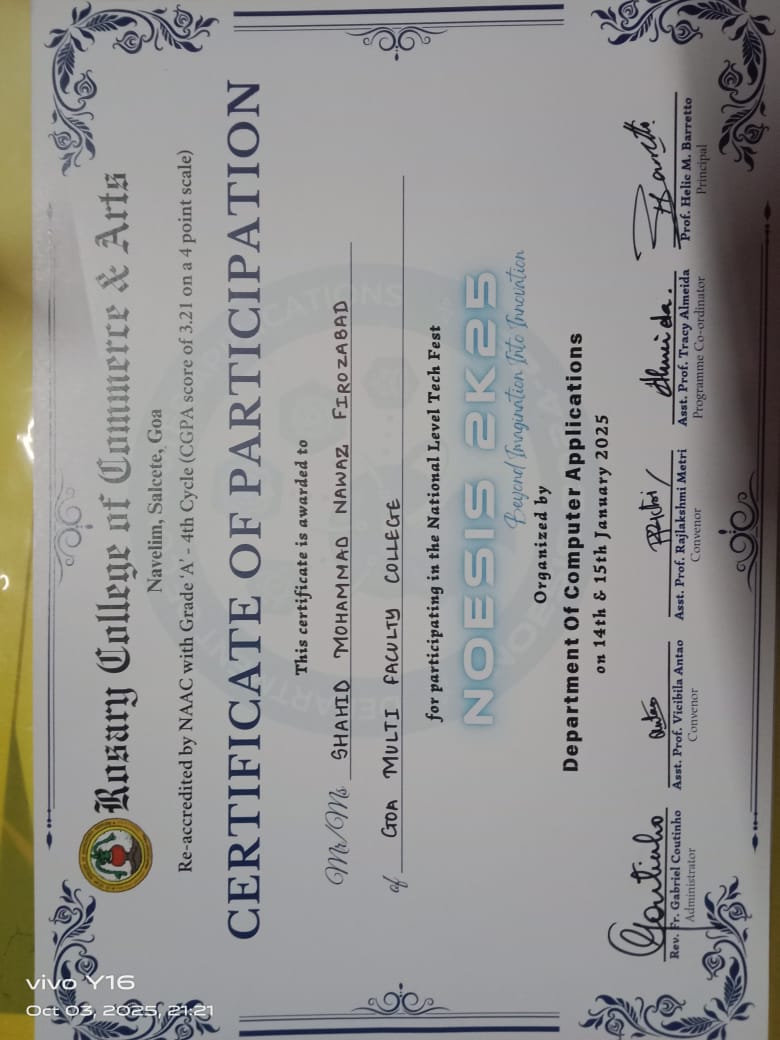 vivo Y16
Oct 03, 2025, 21:21
Rosary College of Commerce & Arts
Navelim, Salcete, Goa
Re-accredited by NAAC with Grade 'A' - 4th Cycle (CGPA score of 3.21 on a 4 point scale)
CERTIFICATE OF PARTICIPATION
This certificate is awarded to
Mr/Ms SHAHID MOHAMMAD NAWAZ FIROZABAD
of GOA MULTI FACULTY COLLEGE
for participating in the National Level Tech Fest
NOESIS 2K25
Beyond Imagination Into Innovation
Organized by
Department Of Computer Applications
on 14th & 15th January 2025
Rev. Fr. Gabriel Coutinho
Administrator
Asst. Prof. Vicibila Antao
Convenor
Asst. Prof. Rajlakshmi Metri
Convenor
Asst. Prof. Tracy Almeida
Programme Co-ordinator
Prof. Helic M. Barretto
Principal